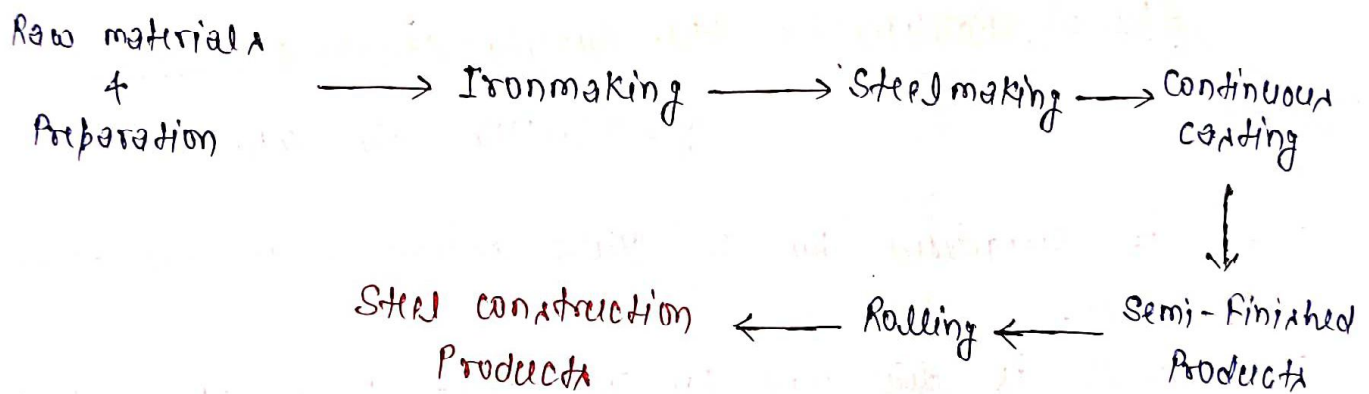 Raw materials
+
Preparation
Ironmaking
Steelmaking
Continuous
casting
Semi-Finished
Products
Rolling
Steel construction
Products